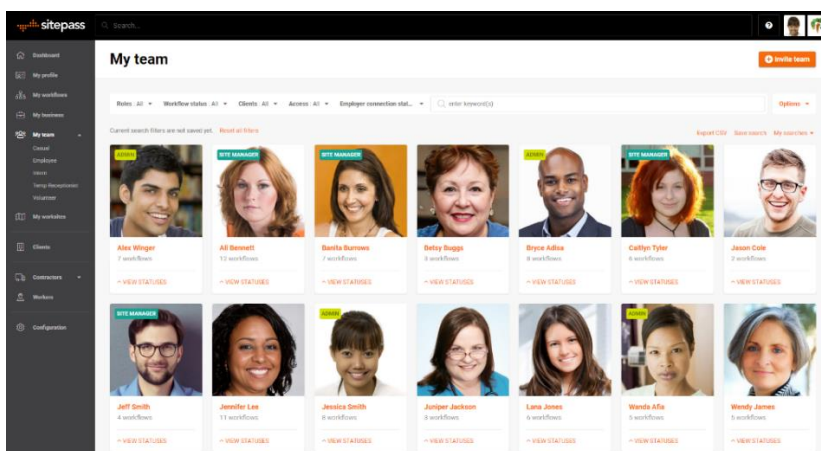 sitepass
Search...
Dashboard
My profile
My workflows
My business
My team
Casual
Employee
Intern
Temp Receptionist
Volunteer
My worksites
Clients
Contractors
Workers
Configuration
My team
Invite team
Roles : All Workflow status : All Clients : All Access : All Employer connection stat... enter keyword(s) Options
Current search filters are not saved yet. Reset all filters
Export CSV Save search My searches
ADMIN SITE MANAGER SITE MANAGER ADMIN SITE MANAGER
Alex Winger Ali Bennett Banita Burrows Betsy Buggs Bryce Adloa Caitlyn Tyler Jason Cole
7 workflows 12 workflows 7 workflows workflows 8 workflows 6 workflows 2 workflows
VIEW STATUSES VIEW STATUSES VIEW STATUSES VIEW STATUSES VIEW STATUSES VIEW STATUSES VIEW STATUSES
SITE MANAGER ADMIN ADMIN
Jeff Smith Jennifer Lee Jessica Smith Juniper Jackson Lana Jones Wanda Afia Wendy James
4 workflows 11 workflows 8 workflows workflows 6 workflows 5 workflows 5 workflows
VIEW STATUSES VIEW STATUSES VIEW STATUSES VIEW STATUSES VIEW STATUSES VIEW STATUSES VIEW STATUSES